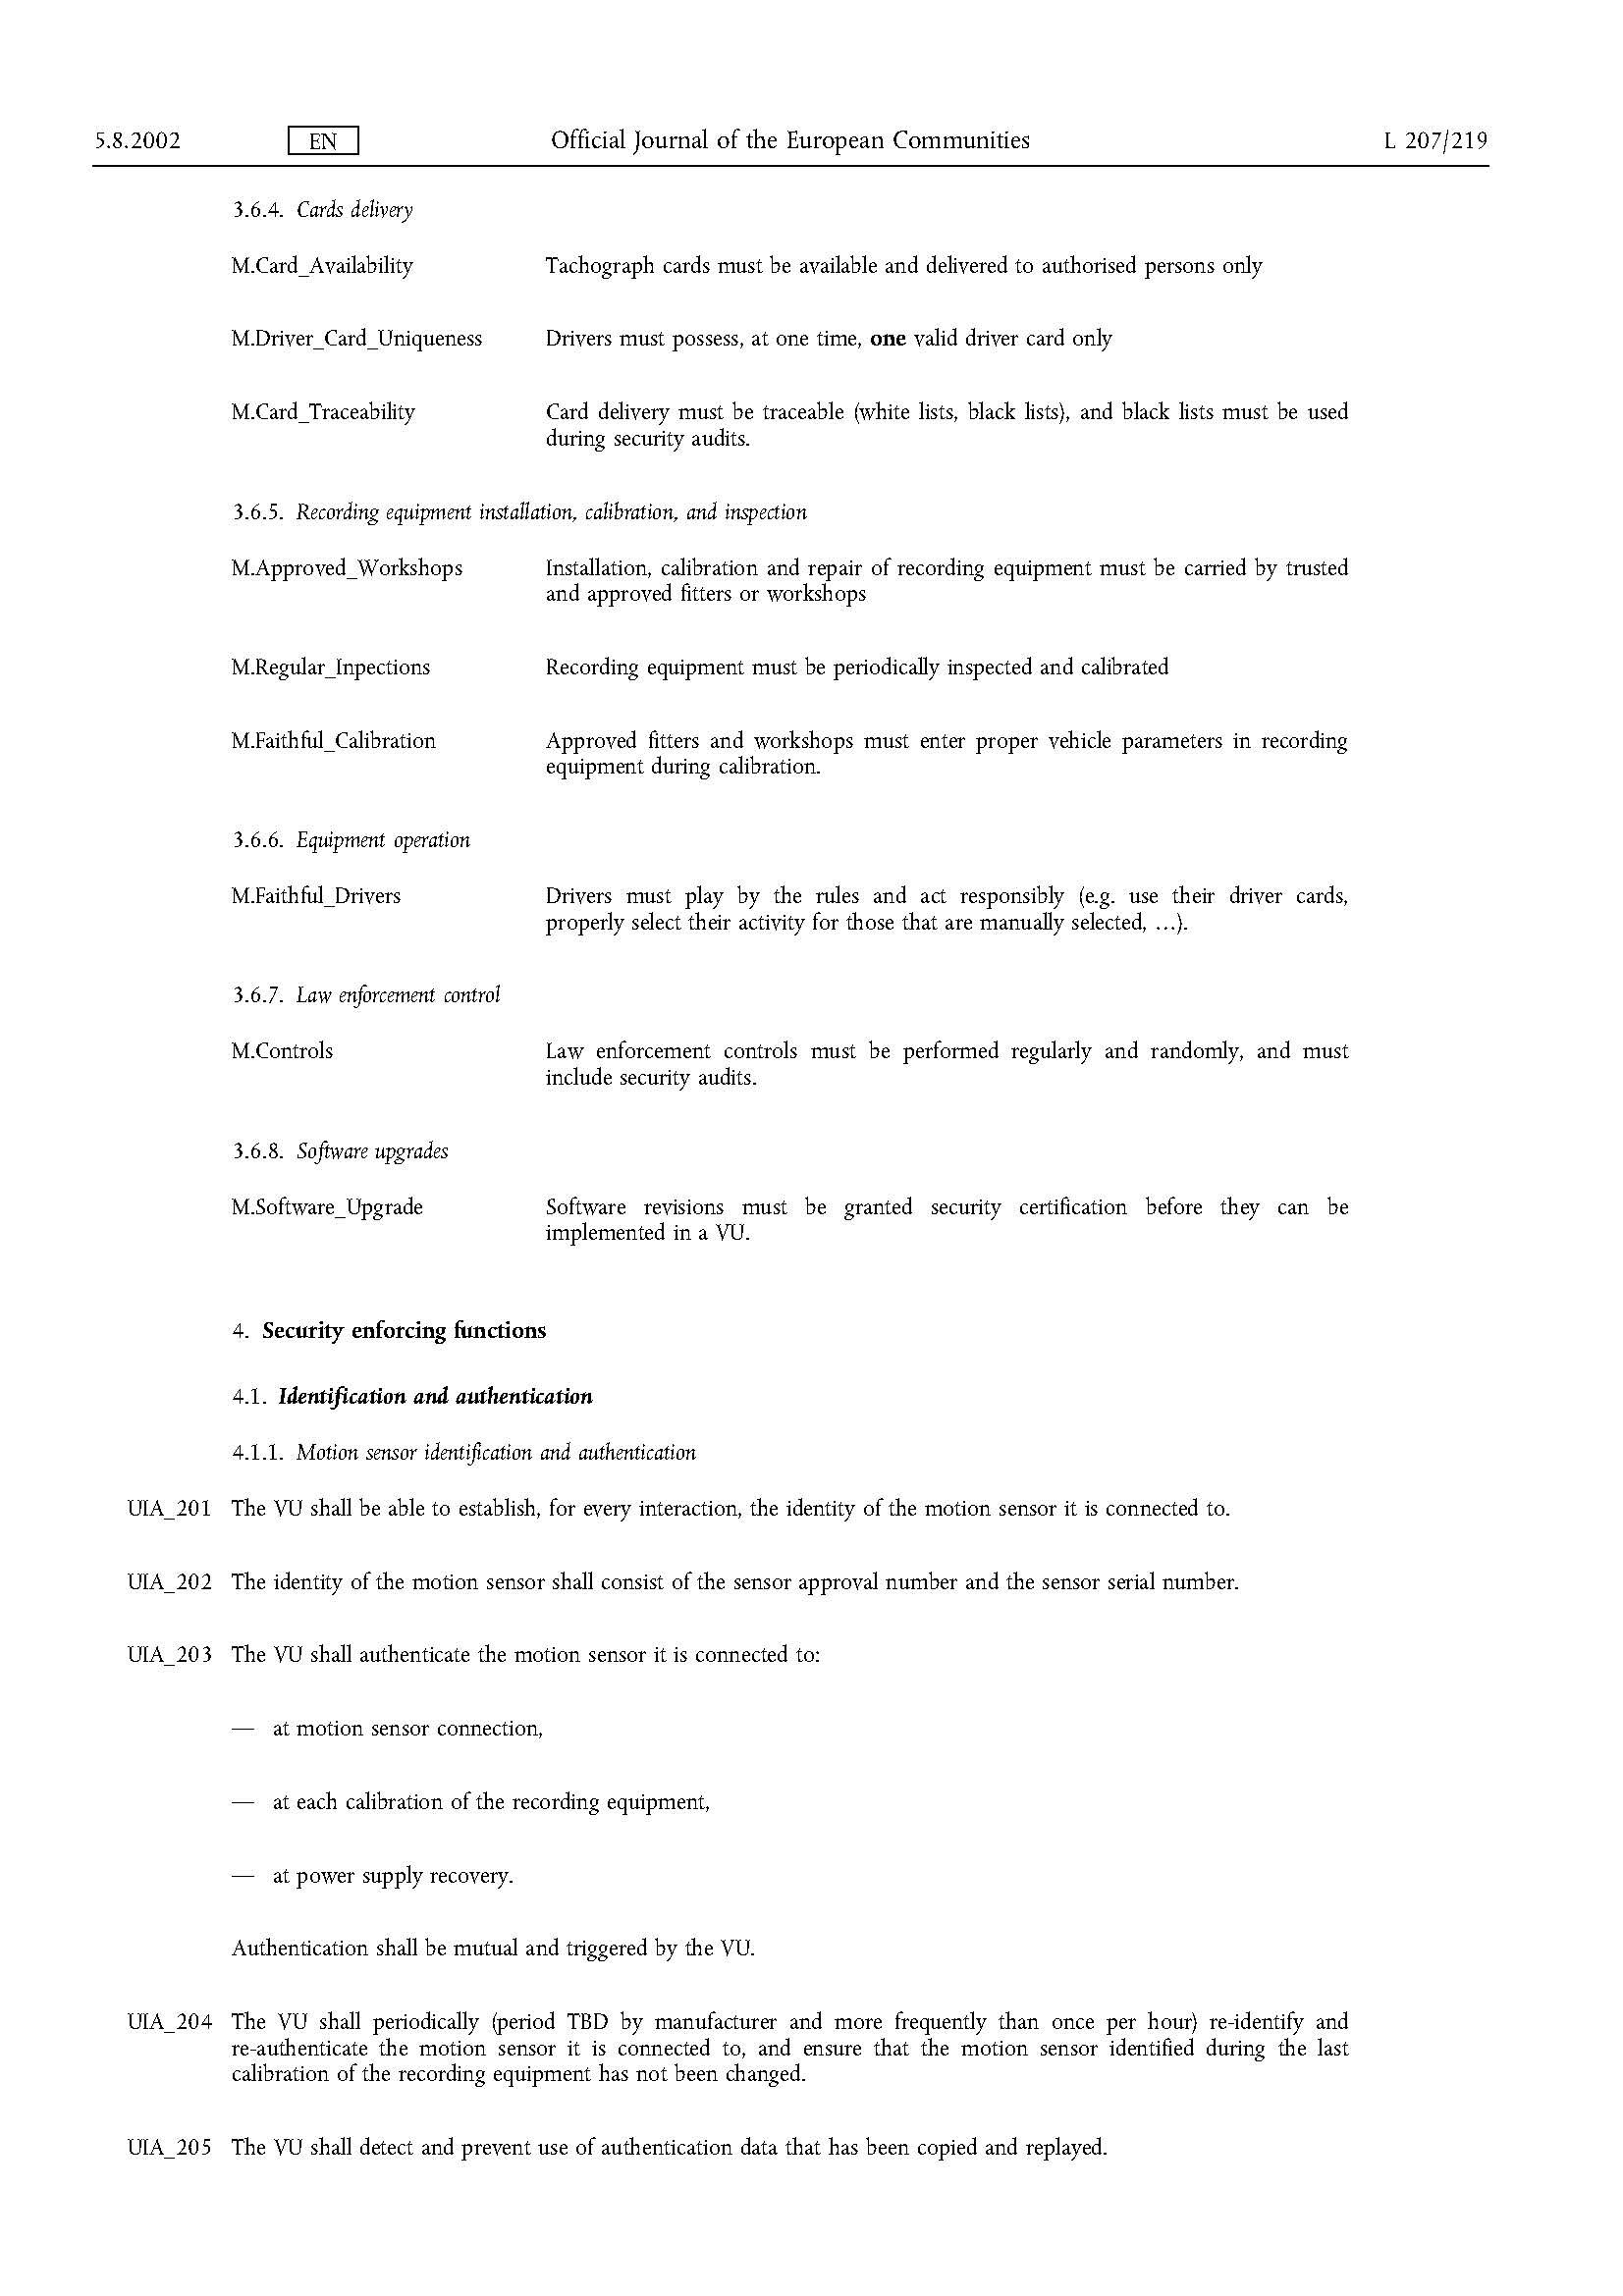 5.8.2002 EN Official Journal of the European Communities L 207/219
3.6.4. Cards delivery
M.Card_Availability Tachograph cards must be available and delivered to authorised persons only
M.Driver_Card_Uniqueness Drivers must possess, at one time, one valid driver card only
M.Card_Traceability Card delivery must be traceable (white lists, black lists), and black lists must be used
during security audits.
3.6.5. Recording equipment installation, calibration, and inspection
M.Approved_Workshops Installation, calibration and repair of recording equipment must be carried by trusted
and approved fitters or workshops
M.Regular_Inpections Recording equipment must be periodically inspected and calibrated
M.Faithful_Calibration Approved fitters and workshops must enter proper vehicle parameters in recording
equipment during calibration.
3.6.6. Equipment operation
M.Faithful_Drivers Drivers must play by the rules and act responsibly (e.g. use their driver cards,
properly select their activity for those that are manually selected, …).
3.6.7. Law enforcement control
M.Controls Law enforcement controls must be performed regularly and randomly, and must
include security audits.
3.6.8. Software upgrades
M.Software_Upgrade Software revisions must be granted security certification before they can be
implemented in a VU.
4. Security enforcing functions
4.1. Identification and authentication
4.1.1. Motion sensor identification and authentication
UIA_201 The VU shall be able to establish, for every interaction, the identity of the motion sensor it is connected to.
UIA_202 The identity of the motion sensor shall consist of the sensor approval number and the sensor serial number.
UIA_203 The VU shall authenticate the motion sensor it is connected to:
— at motion sensor connection,
— at each calibration of the recording equipment,
— at power supply recovery.
Authentication shall be mutual and triggered by the VU.
UIA_204 The VU shall periodically (period TBD by manufacturer and more frequently than once per hour) re-identify and
re-authenticate the motion sensor it is connected to, and ensure that the motion sensor identified during the last
calibration of the recording equipment has not been changed.
UIA_205 The VU shall detect and prevent use of authentication data that has been copied and replayed.